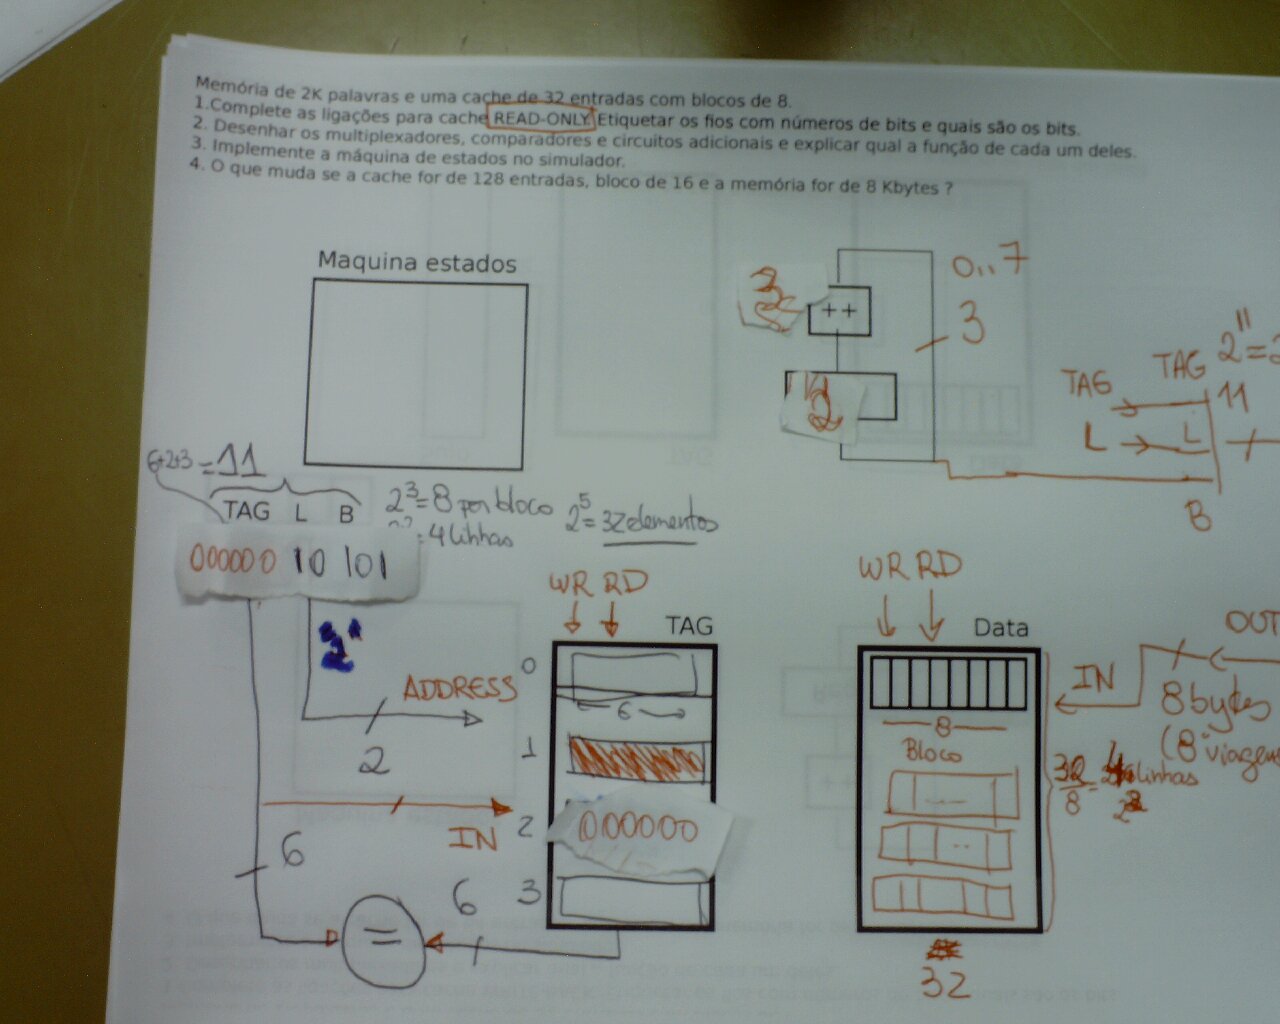 Memória de 2K palavras e uma cache de 32 entradas com blocos de 8.
1.Complete as ligações para cache READ-ONLY. Etiquetar os fios com números de bits e quais são os bits.
2. Desenhar os multiplexadores, comparadores e circuitos adicionais e explicar qual a função de cada um deles.
3. Implemente a máquina de estados no simulador.
4. O que muda se a cache for de 128 entradas, bloco de 16 e a memória for de 8 Kbytes ?
Maquina estados
++
0..7
3
2
TAG
L
TAG
L
B
2^11=2
11
6+2+3 = 11
TAG L B
2^3=8 por bloco
= 4 linhas
2^5 = 32 elementos
000000 10 101
ADDRESS
2
IN
6
6
=
WR RD
TAG
0
1
2
3
6
000000
WR RD
Data
8
Bloco
32
IN
OUT
8 bytes
(8 viagens
32/8 = 4 linhas